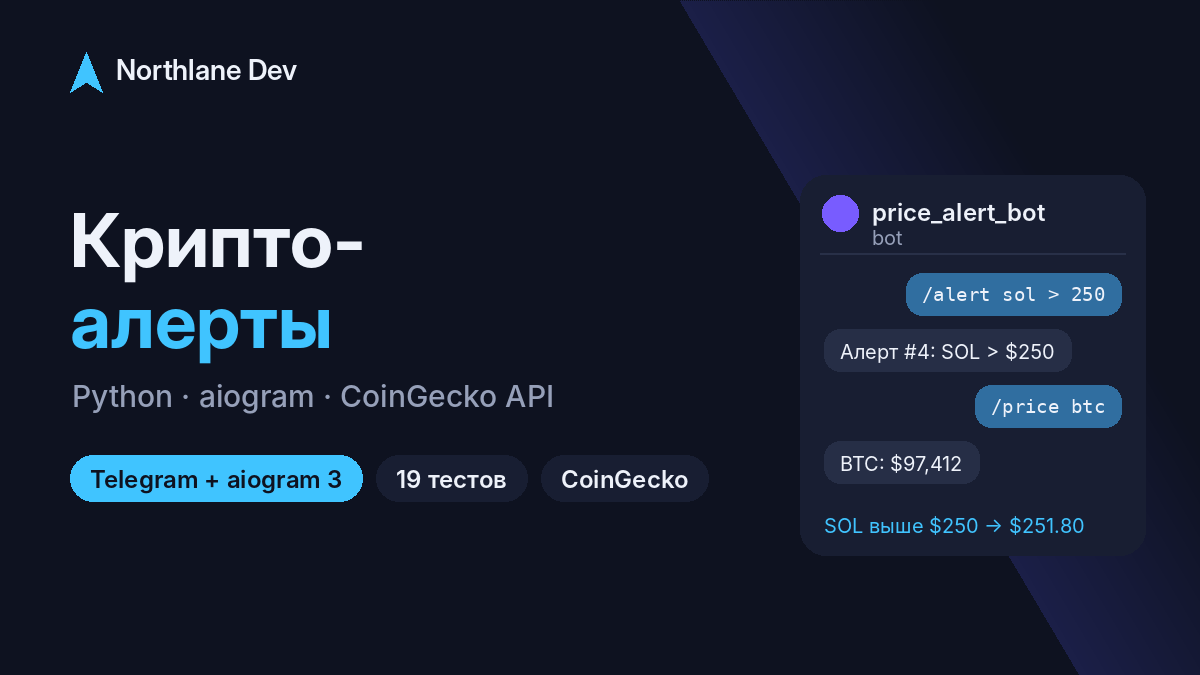 Northlane Dev
Крипто-
алерты
Python · aiogram · CoinGecko API
Telegram + aiogram 3
19 тестов
CoinGecko
price_alert_bot
bot
/alert sol > 250
Алерт #4: SOL > $250
/price btc
BTC: $97,412
SOL выше $250 → $251.80